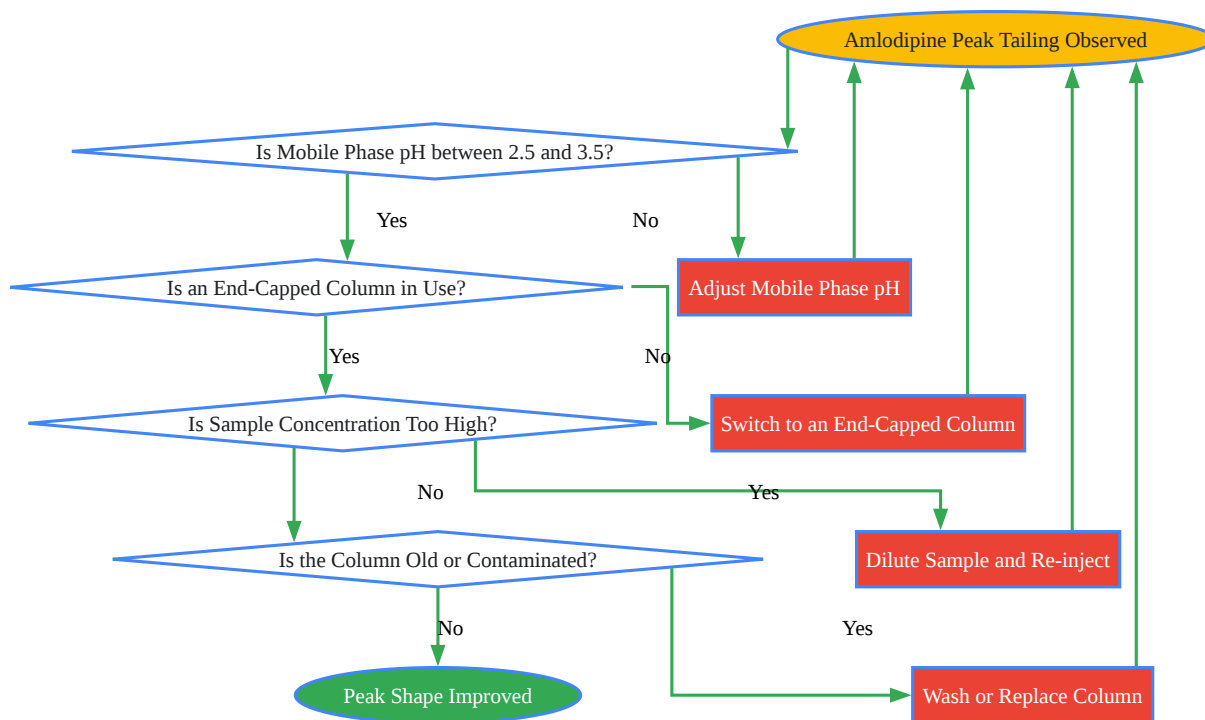 Amlodipine Peak Tailing Observed
Is Mobile Phase pH between 2.5 and 3.5?
Yes
No
Is an End-Capped Column in Use?
Adjust Mobile Phase pH
Yes
No
Is Sample Concentration Too High?
Switch to an End-Capped Column
No
Yes
Is the Column Old or Contaminated?
Dilute Sample and Re-inject
No
Yes
Peak Shape Improved
Wash or Replace Column